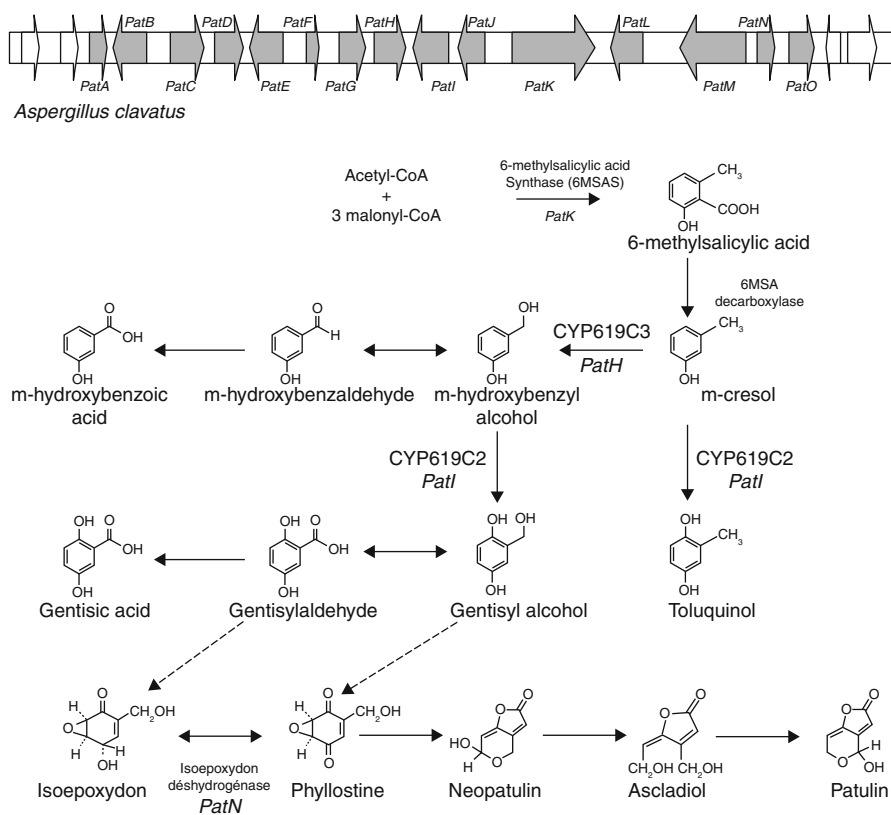 PatB PatD PatF PatH PatJ PatL PatN
PatA PatC PatE PatG PatI PatK PatM PatO
Aspergillus clavatus
Acetyl-CoA
+
3 malonyl-CoA
6-methylsalicylic acid
Synthase (6MSAS)
PatK
CH3
COOH
OH
6-methylsalicylic acid
6MSA
decarboxylase
O
OH
OH
m-hydroxybenzoic
acid
O
H
OH
m-hydroxybenzaldehyde
OH
OH
m-hydroxybenzyl
alcohol
CYP619C3
PatH
CH3
OH
m-cresol
CYP619C2
PatI
CYP619C2
PatI
OH O
OH
OH
Gentisic acid
OH O
OH
OH
Gentisylaldehyde
OH OH
OH
Gentisyl alcohol
OH
CH3
OH
Toluquinol
O
H
CH2OH
O
H
H
OH
Isoepoxydon
Isoepoxydon
déshydrogénase
PatN
O
H
CH2OH
O
H
O
Phyllostine
O
O
HO
H
O
Neopatulin
O
O
CH2OH
CH2OH
Ascladiol
O
O
H
O
OH
Patulin